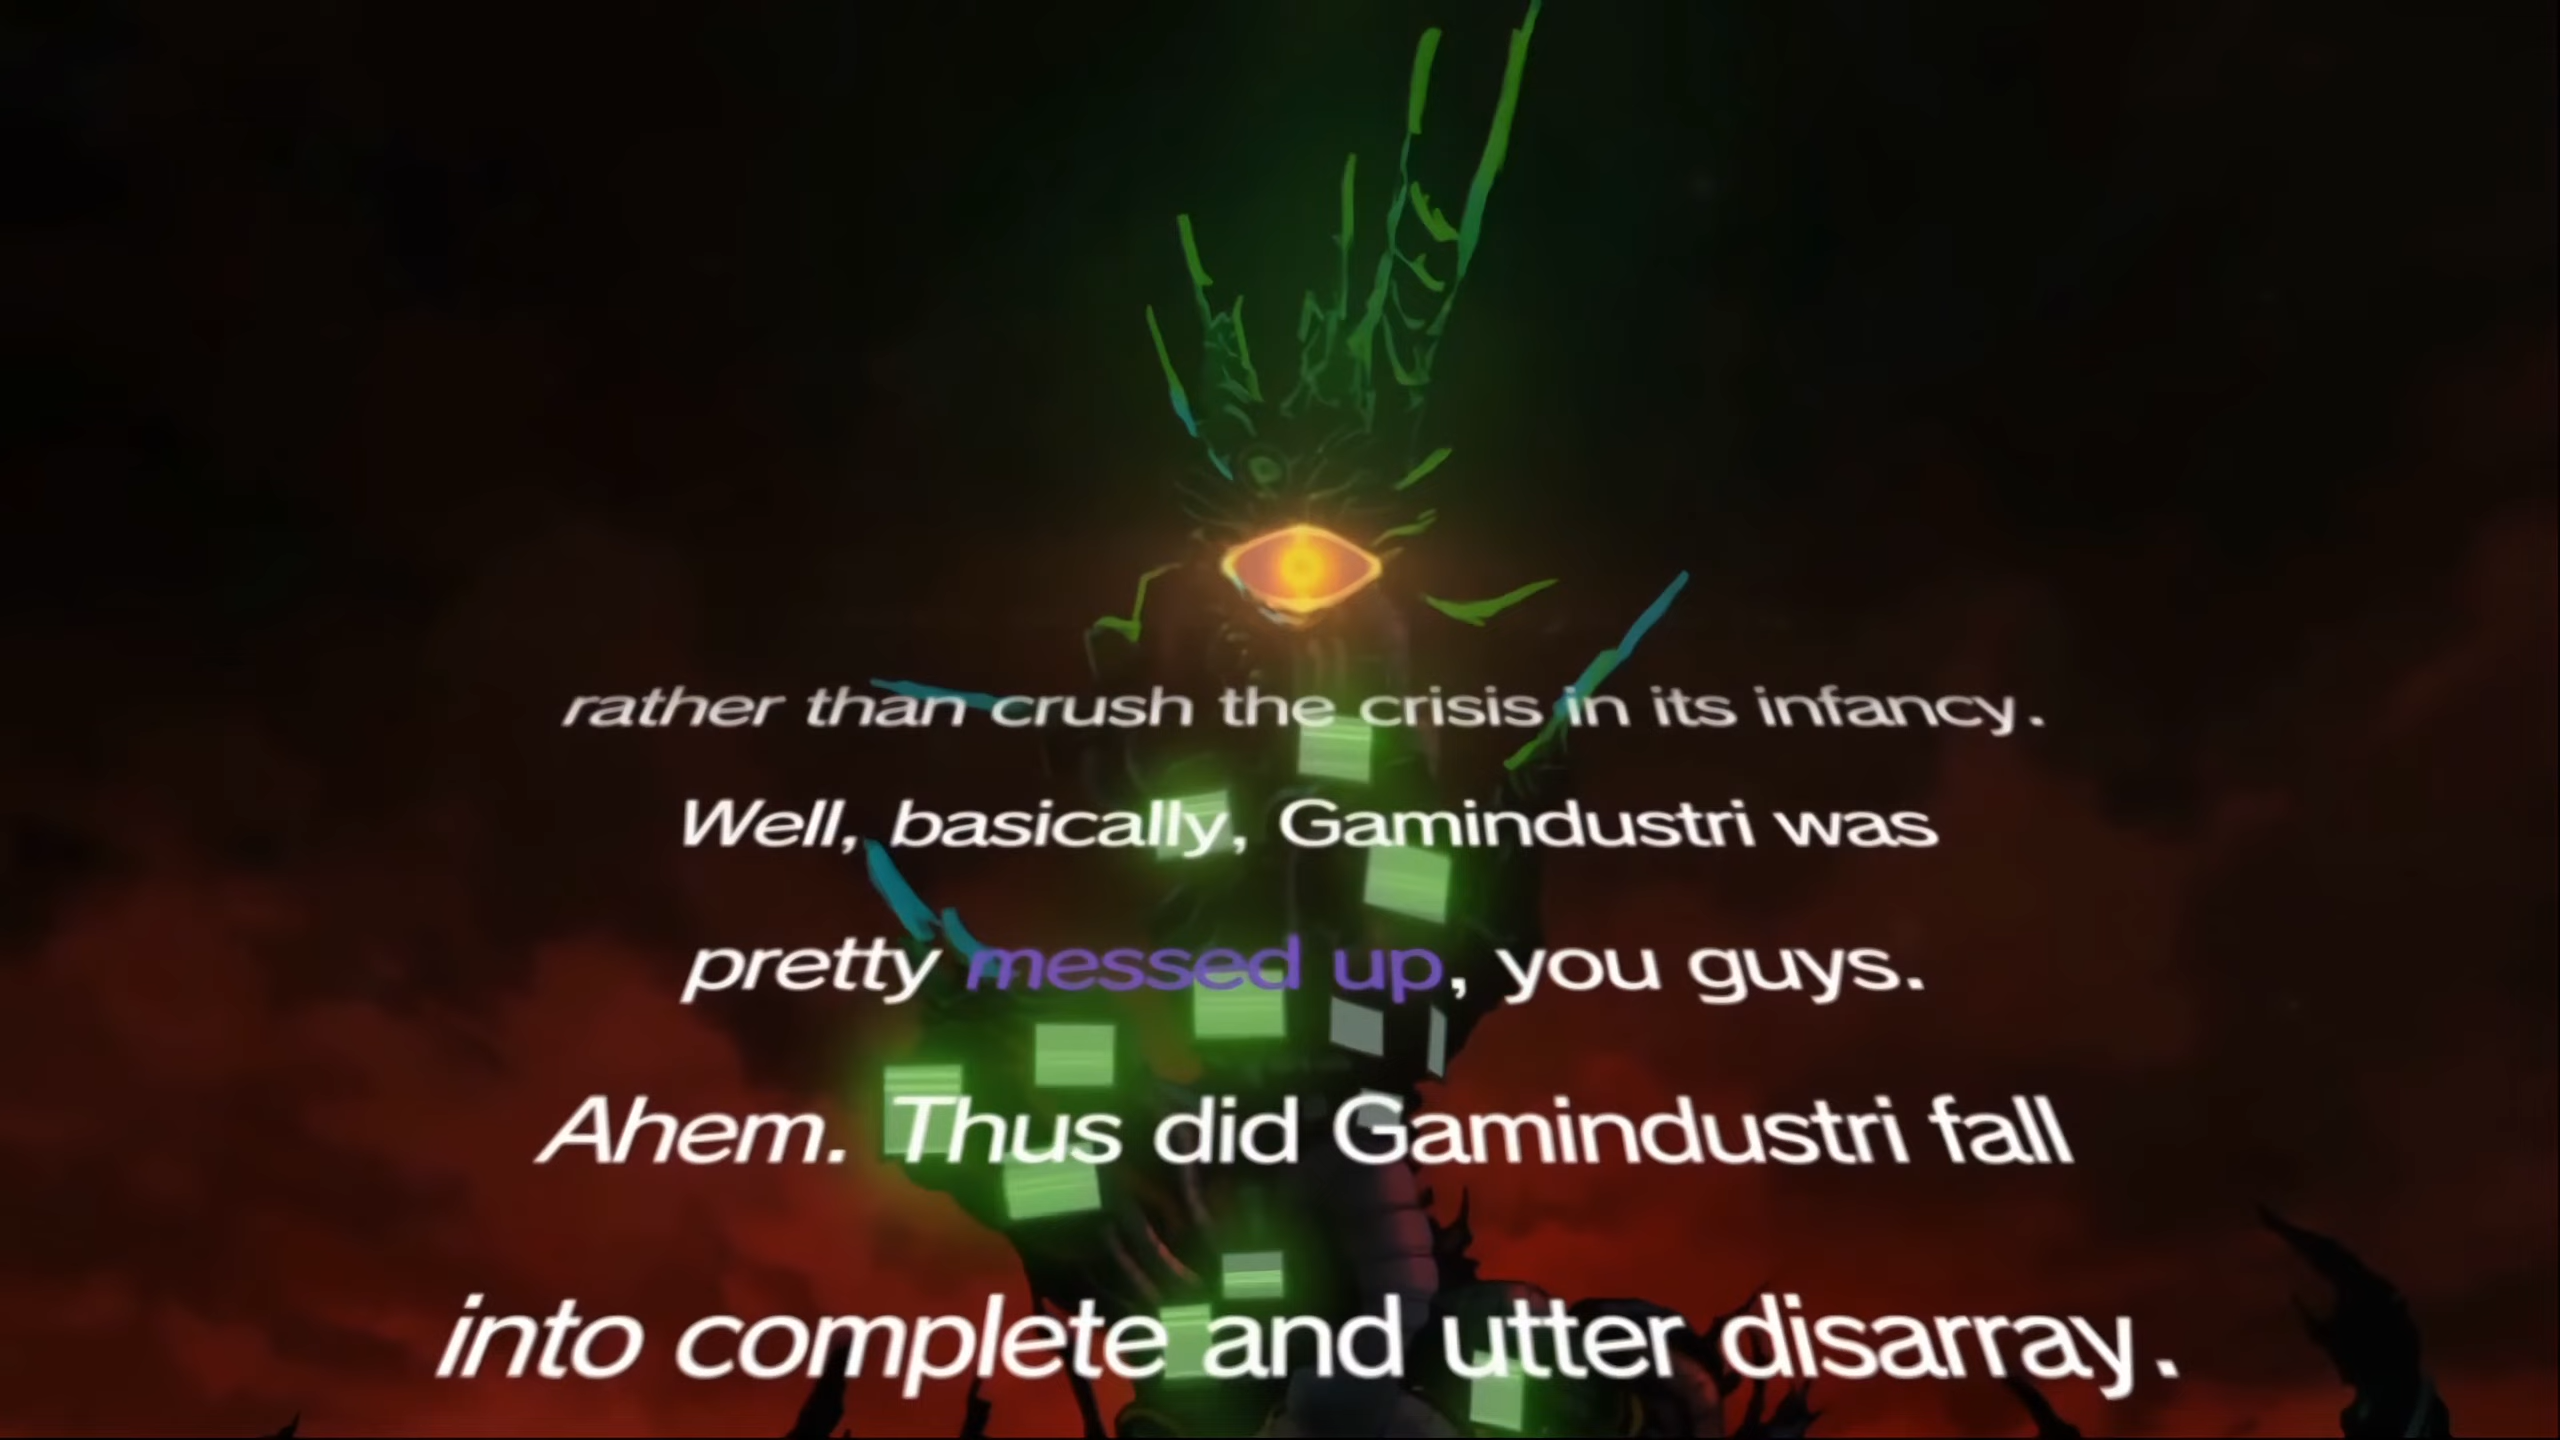 rather than crush the crisis in its infancy.
Well, basically, Gamindustri was
pretty messed up, you guys.
Ahem. Thus did Gamindustri fall
into complete and utter disarray.